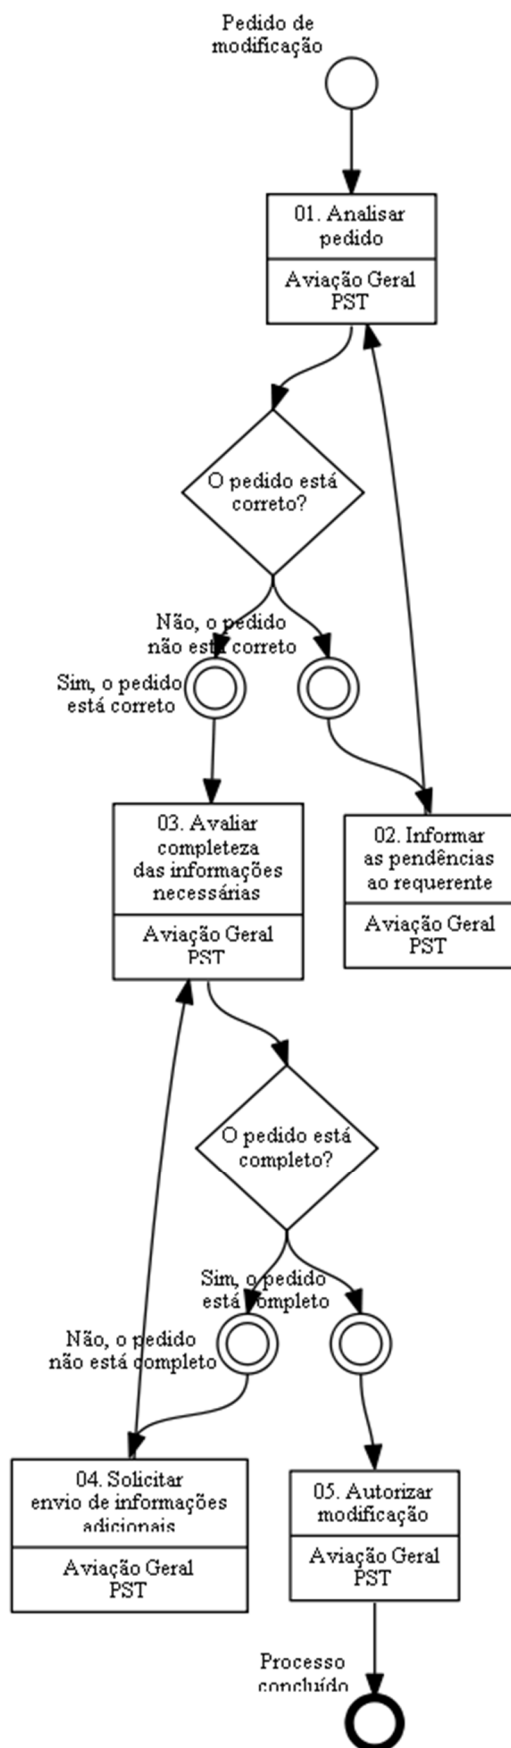 Pedido de
modificação
01. Analisar
pedido
Aviação Geral
PST
O pedido está
correto?
Não, o pedido
não está correto
Sim, o pedido
está correto
03. Avaliar
completeza
das informações
necessárias
Aviação Geral
PST
02. Informar
as pendências
ao requerente
Aviação Geral
PST
O pedido está
completo?
Sim, o pedido
está completo
Não, o pedido
não está completo
04. Solicitar
envio de informações
adicionais
Aviação Geral
PST
05. Autorizar
modificação
Aviação Geral
PST
Processo
concluído